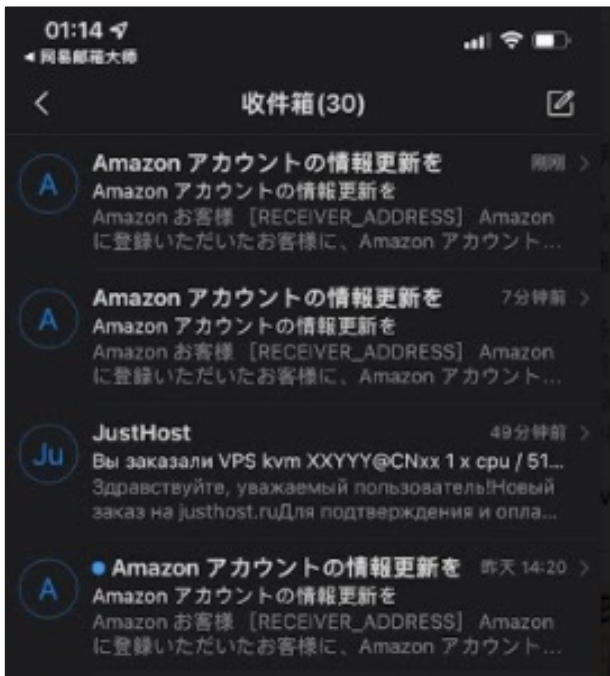 01:14
◀ 网易邮箱大师
收件箱(30)
A
Amazon アカウントの情報更新を 刚刚
Amazon アカウントの情報更新を
Amazon お客様 [RECEIVER_ADDRESS] Amazon
に登録いただいたお客様に、Amazon アカウント...
A
Amazon アカウントの情報更新を 7分钟前
Amazon アカウントの情報更新を
Amazon お客様 [RECEIVER_ADDRESS] Amazon
に登録いただいたお客様に、Amazon アカウント...
Ju
JustHost 49分钟前
Вы заказали VPS kvm XXYYY@CNxx 1 x cpu / 51...
Здравствуйте, уважаемый пользователь!Новый
заказ на justhost.ruДля подтверждения и опла...
A
Amazon アカウントの情報更新を 昨天 14:20
Amazon アカウントの情報更新を
Amazon お客様 [RECEIVER_ADDRESS] Amazon
に登録いただいたお客様に、Amazon アカウント...